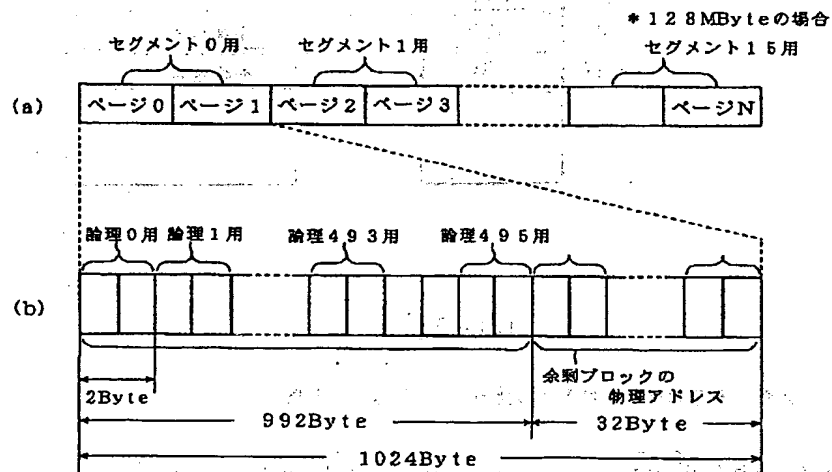 *128MByteの場合
セグメント0用 セグメント1用 セグメント15用
(a) ページ0 ページ1 ページ2 ページ3 ページN
論理0用 論理1用 論理493用 論理495用
(b)
余剰ブロックの
物理アドレス
2Byte
992Byte 32Byte
1024Byte